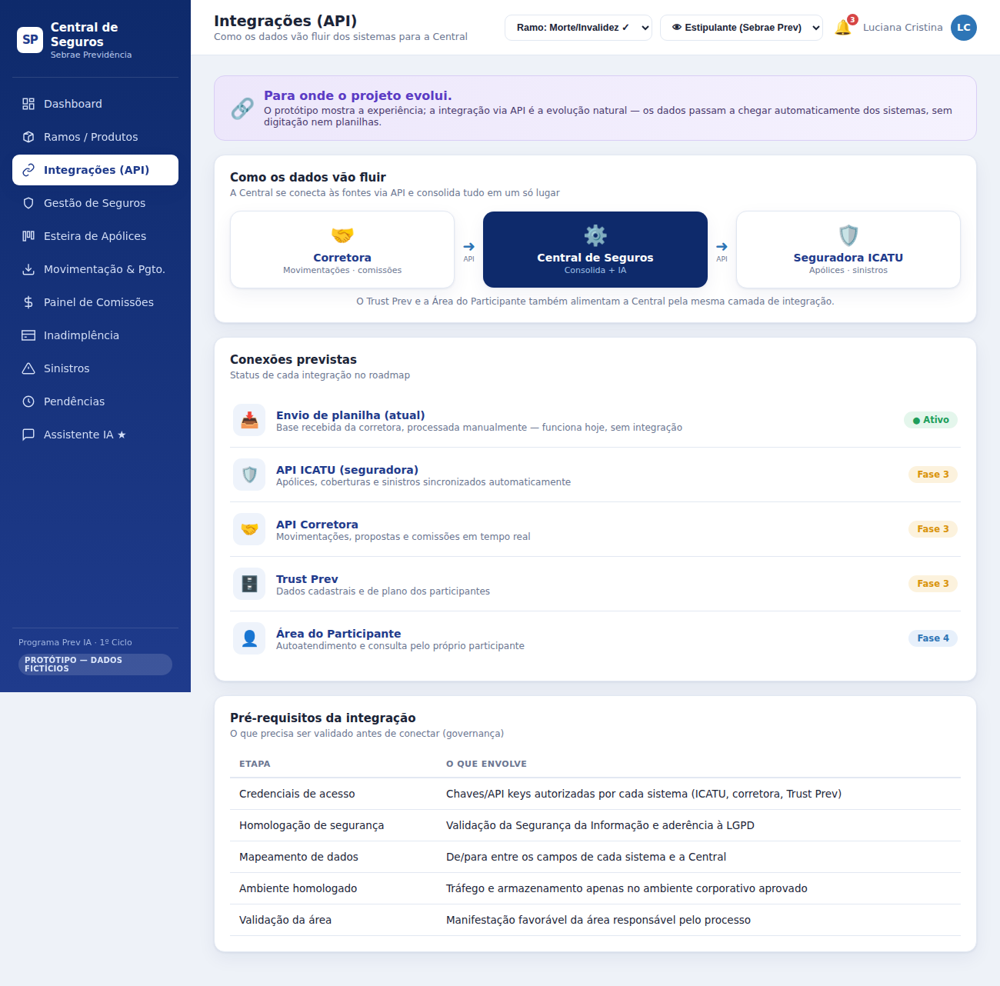 SP
Central de
Seguros
Sebrae Previdência
Dashboard
Ramos / Produtos
Integrações (API)
Gestão de Seguros
Esteira de Apólices
Movimentação & Pgto.
Painel de Comissões
Inadimplência
Sinistros
Pendências
Assistente IA ★
Programa Prev IA · 1º Ciclo
PROTÓTIPO — DADOS
FICTÍCIOS
Integrações (API)
Como os dados vão fluir dos sistemas para a Central
Ramo: Morte/Invalidez ✓
👁 Estipulante (Sebrae Prev)
3
Luciana Cristina
LC
Para onde o projeto evolui.
O protótipo mostra a experiência; a integração via API é a evolução natural — os dados passam a chegar automaticamente dos sistemas, sem
digitação nem planilhas.
Como os dados vão fluir
A Central se conecta às fontes via API e consolida tudo em um só lugar
Corretora
Movimentações · comissões
➜
API
Central de Seguros
Consolida + IA
➜
API
Seguradora ICATU
Apólices · sinistros
O Trust Prev e a Área do Participante também alimentam a Central pela mesma camada de integração.
Conexões previstas
Status de cada integração no roadmap
Envio de planilha (atual)
Base recebida da corretora, processada manualmente — funciona hoje, sem integração
● Ativo
API ICATU (seguradora)
Apólices, coberturas e sinistros sincronizados automaticamente
Fase 3
API Corretora
Movimentações, propostas e comissões em tempo real
Fase 3
Trust Prev
Dados cadastrais e de plano dos participantes
Fase 3
Área do Participante
Autoatendimento e consulta pelo próprio participante
Fase 4
Pré-requisitos da integração
O que precisa ser validado antes de conectar (governança)
ETAPA
O QUE ENVOLVE
Credenciais de acesso
Chaves/API keys autorizadas por cada sistema (ICATU, corretora, Trust Prev)
Homologação de segurança
Validação da Segurança da Informação e aderência à LGPD
Mapeamento de dados
De/para entre os campos de cada sistema e a Central
Ambiente homologado
Tráfego e armazenamento apenas no ambiente corporativo aprovado
Validação da área
Manifestação favorável da área responsável pelo processo